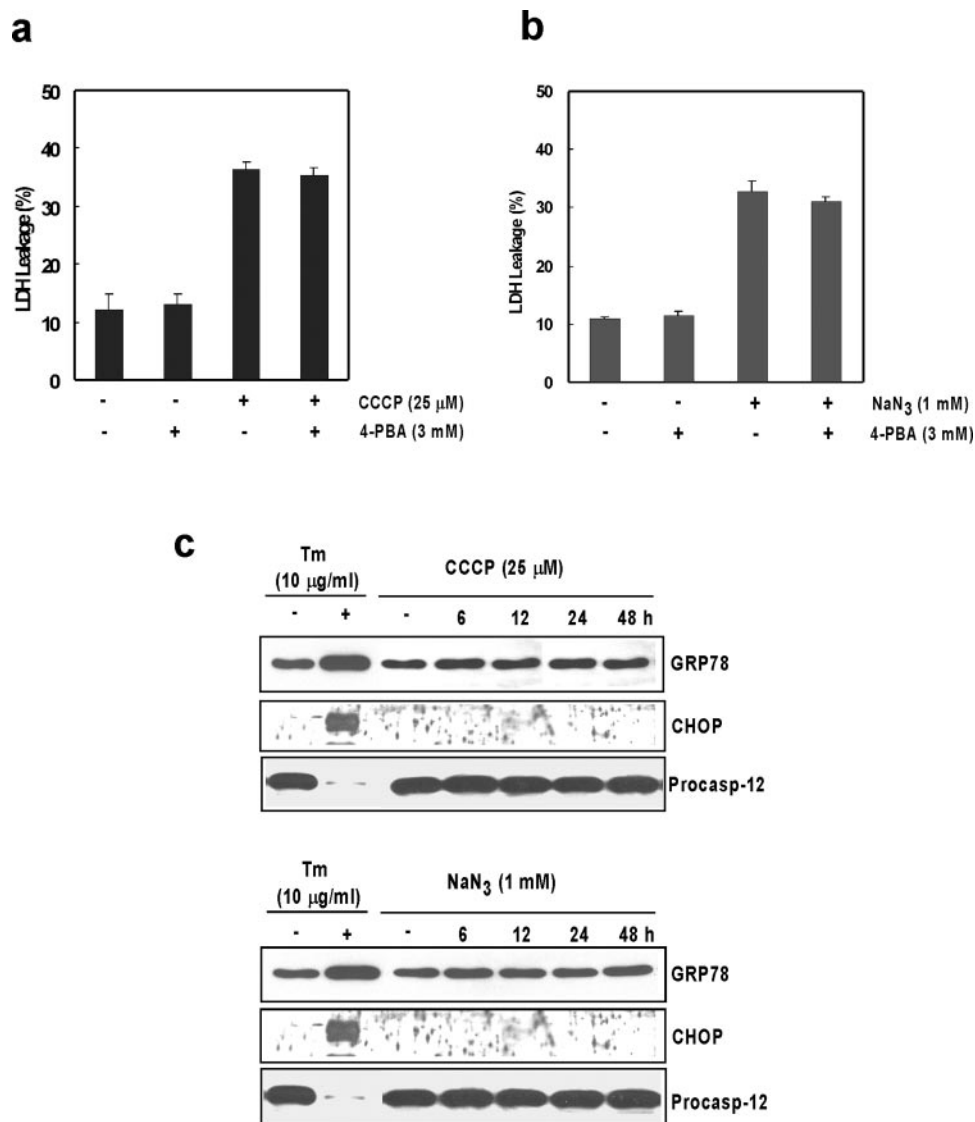 a
50
40
30
20
10
0
LDH Leakage (%)
- - + + CCCP (25 μM)
- + - + 4-PBA (3 mM)
b
50
40
30
20
10
0
LDH Leakage (%)
- - + + NaN3 (1 mM)
- + - + 4-PBA (3 mM)
c
Tm
(10 μg/ml)
CCCP (25 μM)
- + - 6 12 24 48 h
GRP78
CHOP
Procasp-12
Tm
(10 μg/ml)
NaN3 (1 mM)
- + - 6 12 24 48 h
GRP78
CHOP
Procasp-12